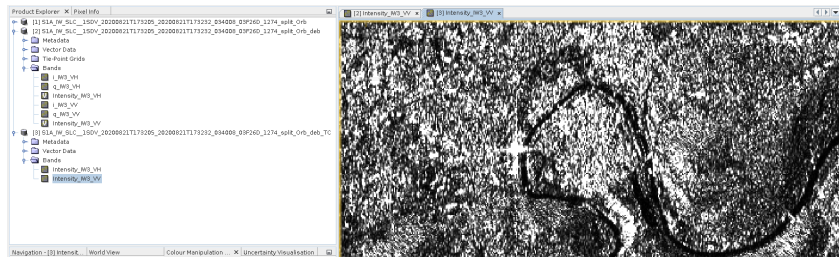 Product Explorer × Pixel Info
[1] S1A_IW_SLC__1SDV_20200821T173205_20200821T173232_034008_03F26D_1274_split_Orb
[2] S1A_IW_SLC__1SDV_20200821T173205_20200821T173232_034008_03F26D_1274_split_Orb_deb
Metadata
Vector Data
Tie-Point Grids
Bands
i_IW3_VH
q_IW3_VH
Intensity_IW3_VH
i_IW3_VV
q_IW3_VV
Intensity_IW3_VV
[3] S1A_IW_SLC__1SDV_20200821T173205_20200821T173232_034008_03F26D_1274_split_Orb_deb_TC
Metadata
Vector Data
Bands
Intensity_IW3_VH
Intensity_IW3_VV
Navigation - [3] Intensit... World View Colour Manipulation ... × Uncertainty Visualisation
[2] Intensity_IW3_VV × [3] Intensity_IW3_VV ×